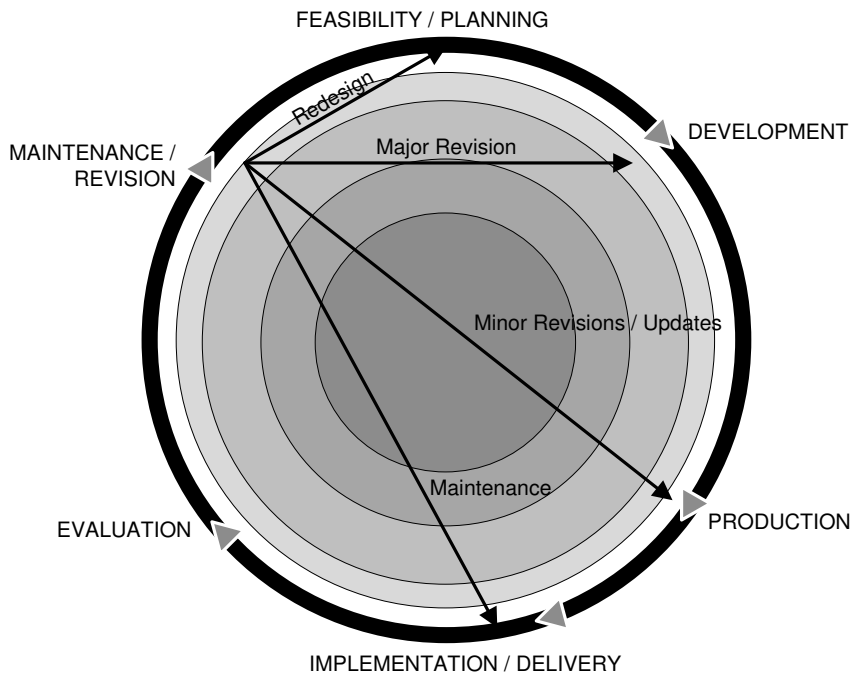 FEASIBILITY / PLANNING
Redesign
DEVELOPMENT
Major Revision
MAINTENANCE /
REVISION
Minor Revisions / Updates
Maintenance
PRODUCTION
EVALUATION
IMPLEMENTATION / DELIVERY